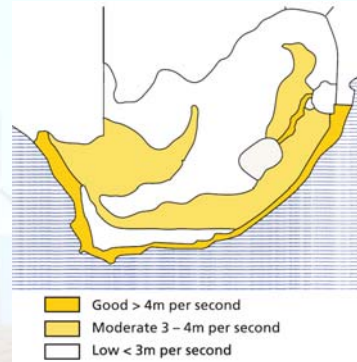 Good > 4m per second
Moderate 3 – 4m per second
Low < 3m per second